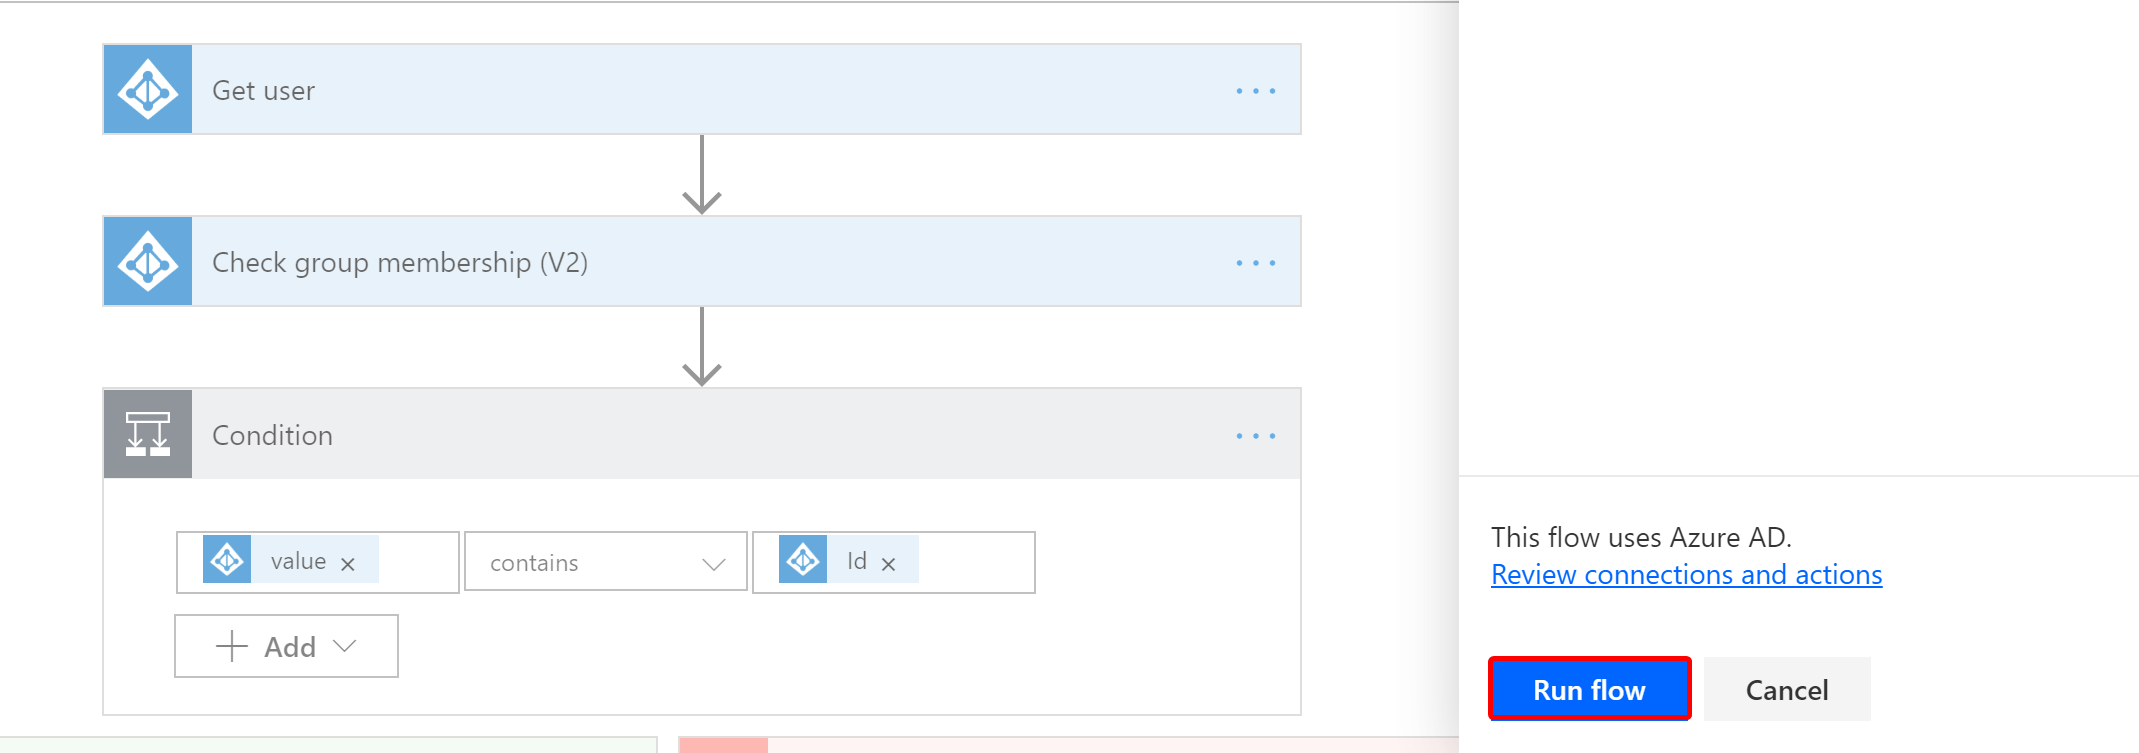 Get user
Check group membership (V2)
Condition
value × contains Id ×
Add
This flow uses Azure AD.
Review connections and actions
Run flow Cancel